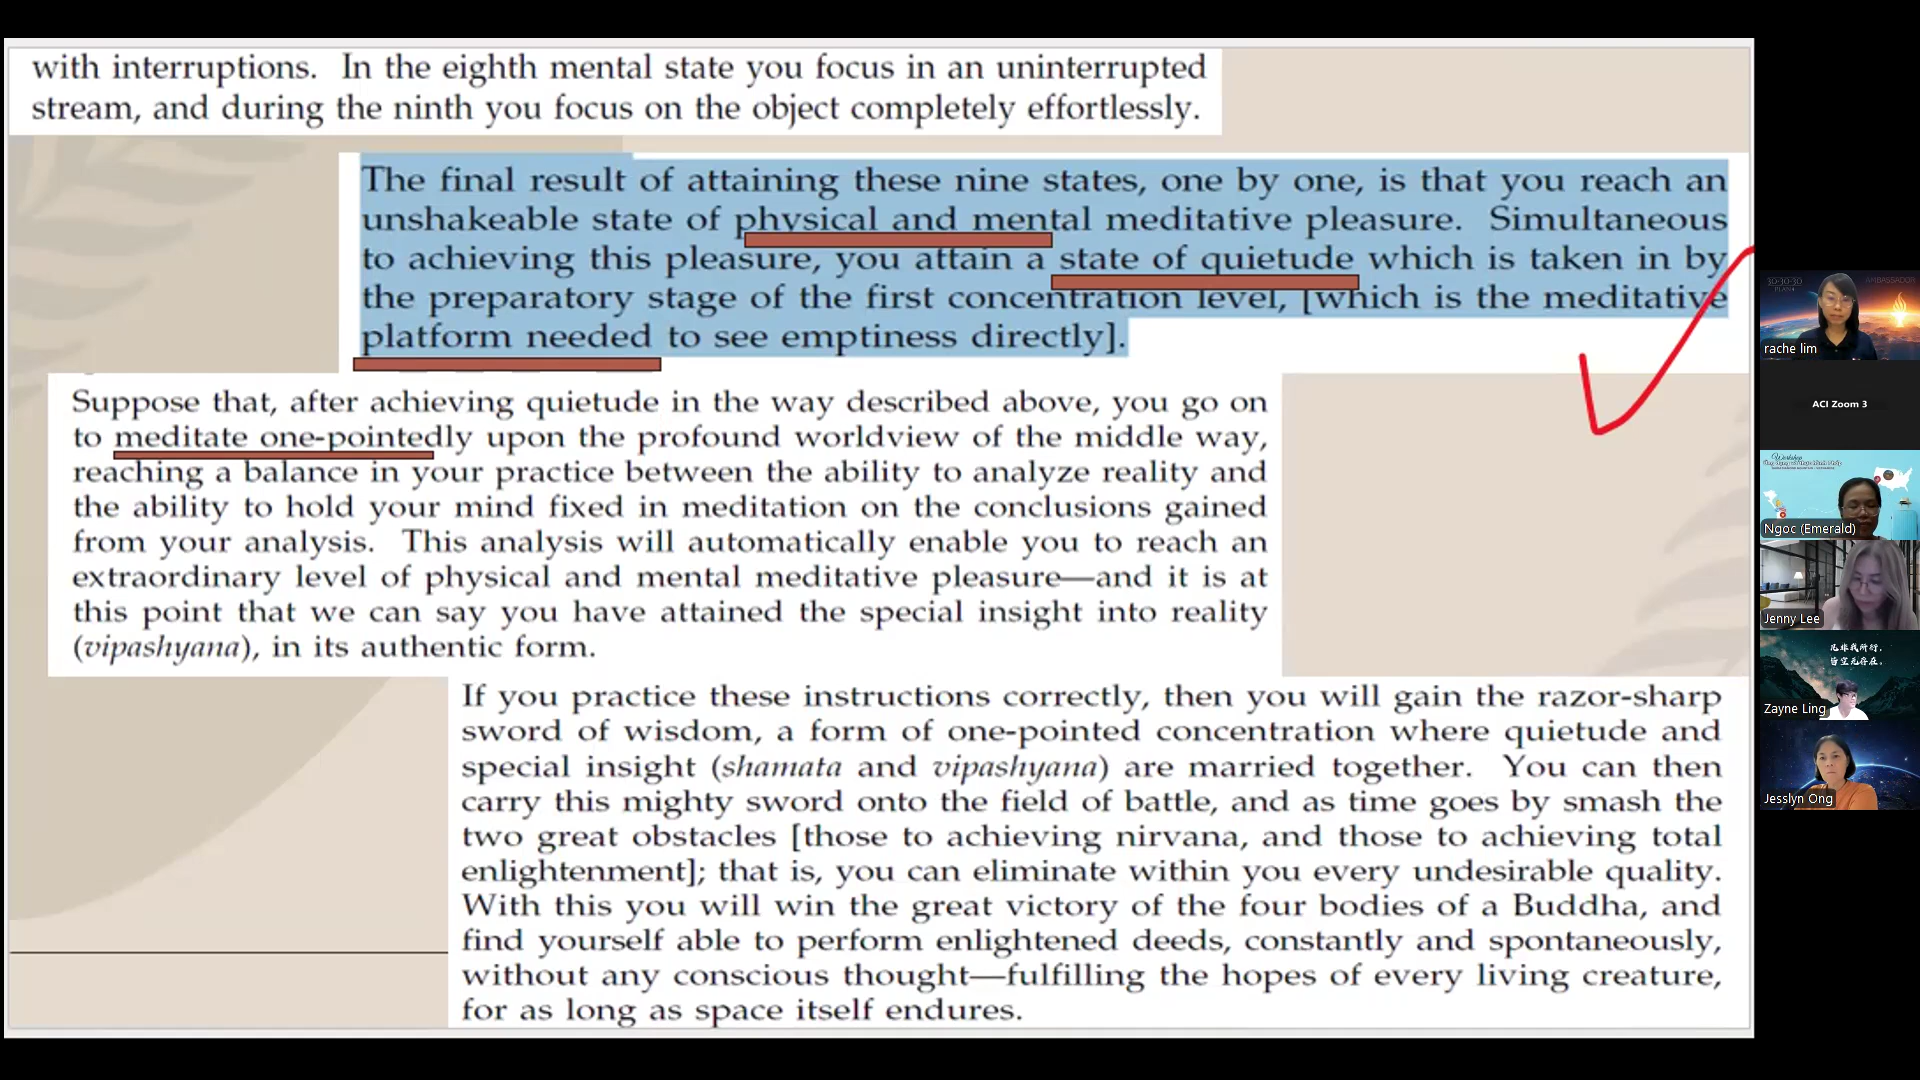 with interruptions. In the eighth mental state you focus in an uninterrupted
stream, and during the ninth you focus on the object completely effortlessly.
The final result of attaining these nine states, one by one, is that you reach an
unshakeable state of physical and mental meditative pleasure. Simultaneous
to achieving this pleasure, you attain a state of quietude which is taken in by
the preparatory stage of the first concentration level, [which is the meditative
platform needed to see emptiness directly].
Suppose that, after achieving quietude in the way described above, you go on
to meditate one-pointedly upon the profound worldview of the middle way,
reaching a balance in your practice between the ability to analyze reality and
the ability to hold your mind fixed in meditation on the conclusions gained
from your analysis. This analysis will automatically enable you to reach an
extraordinary level of physical and mental meditative pleasure—and it is at
this point that we can say you have attained the special insight into reality
(vipashyana), in its authentic form.
If you practice these instructions correctly, then you will gain the razor-sharp
sword of wisdom, a form of one-pointed concentration where quietude and
special insight (shamata and vipashyana) are married together. You can then
carry this mighty sword onto the field of battle, and as time goes by smash the
two great obstacles [those to achieving nirvana, and those to achieving total
enlightenment]; that is, you can eliminate within you every undesirable quality.
With this you will win the great victory of the four bodies of a Buddha, and
find yourself able to perform enlightened deeds, constantly and spontaneously,
without any conscious thought—fulfilling the hopes of every living creature,
for as long as space itself endures.
30-30-30
AMBASSADOR
rache lim
ACI Zoom 3
Workshop
Ngoc (Emerald)
Jenny Lee
凡非我所行，
皆空无存在。
Zayne Ling
Jesslyn Ong